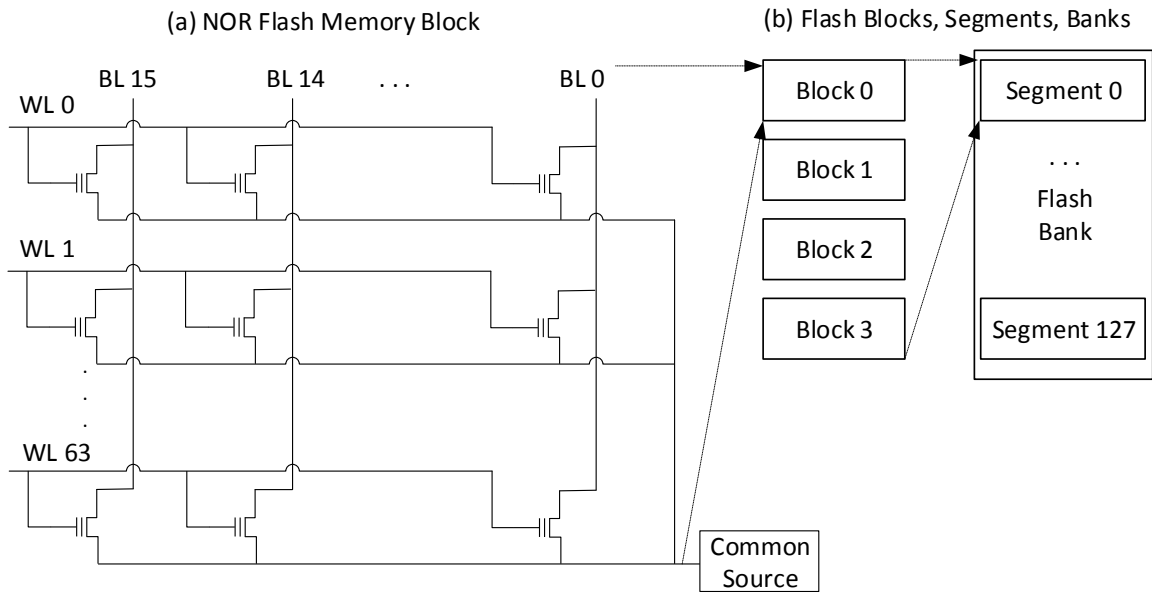 (a) NOR Flash Memory Block
BL 15 BL 14 . . . BL 0
WL 0
WL 1
.
.
.
WL 63
Common
Source
(b) Flash Blocks, Segments, Banks
Block 0
Block 1
Block 2
Block 3
Segment 0
. . .
Flash
Bank
Segment 127